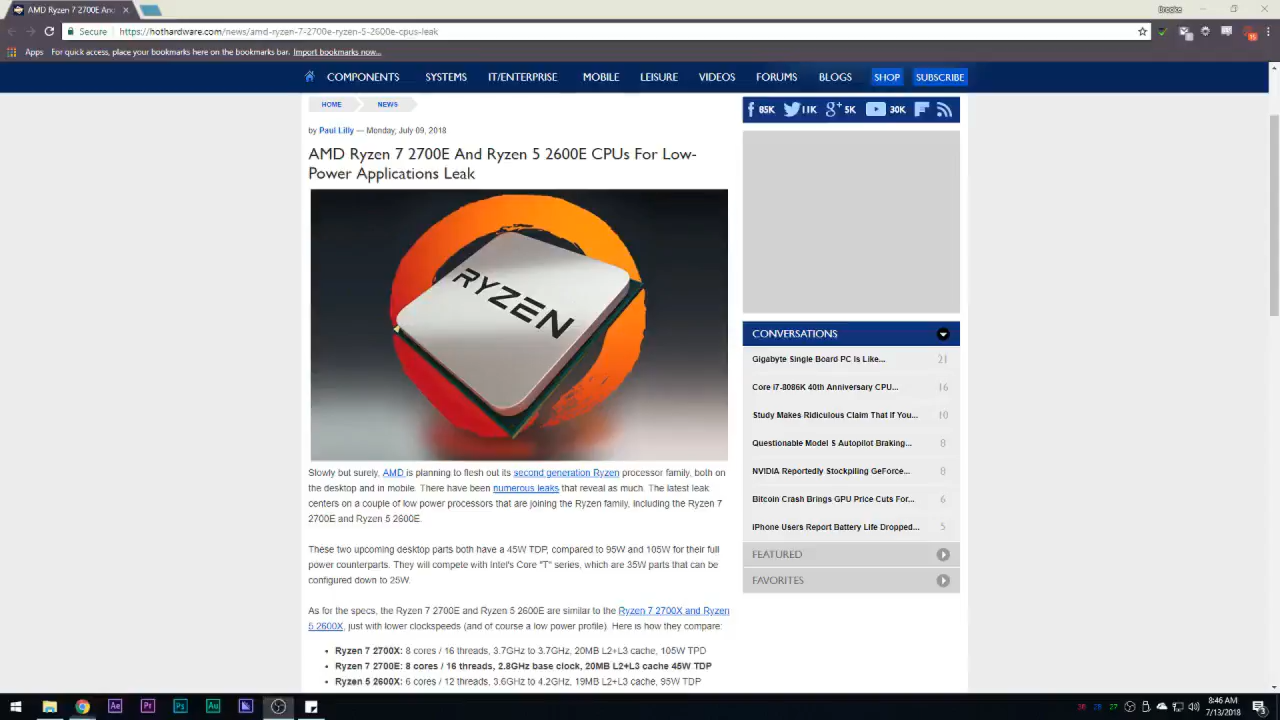 AMD Ryzen 7 2700E And
Brooke
Secure
https://hothardware.com/news/amd-ryzen-7-2700e-ryzen-5-2600e-cpus-leak
Apps For quick access, place your bookmarks here on the bookmarks bar. Import bookmarks now...
COMPONENTS SYSTEMS IT/ENTERPRISE MOBILE LEISURE VIDEOS FORUMS BLOGS SHOP SUBSCRIBE
HOME NEWS
85K 11K 5K 30K
by Paul Lilly — Monday, July 09, 2018
AMD Ryzen 7 2700E And Ryzen 5 2600E CPUs For Low-
Power Applications Leak
RYZEN
Slowly but surely, AMD is planning to flesh out its second generation Ryzen processor family, both on
the desktop and in mobile. There have been numerous leaks that reveal as much. The latest leak
centers on a couple of low power processors that are joining the Ryzen family, including the Ryzen 7
2700E and Ryzen 5 2600E.
These two upcoming desktop parts both have a 45W TDP, compared to 95W and 105W for their full
power counterparts. They will compete with Intel's Core "T" series, which are 35W parts that can be
configured down to 25W.
As for the specs, the Ryzen 7 2700E and Ryzen 5 2600E are similar to the Ryzen 7 2700X and Ryzen
5 2600X, just with lower clockspeeds (and of course a low power profile). Here is how they compare:
• Ryzen 7 2700X: 8 cores / 16 threads, 3.7GHz to 3.7GHz, 20MB L2+L3 cache, 105W TPD
• Ryzen 7 2700E: 8 cores / 16 threads, 2.8GHz base clock, 20MB L2+L3 cache 45W TDP
• Ryzen 5 2600X: 6 cores / 12 threads, 3.6GHz to 4.2GHz, 19MB L2+L3 cache, 95W TDP
CONVERSATIONS
Gigabyte Single Board PC Is Like... 21
Core i7-8086K 40th Anniversary CPU... 16
Study Makes Ridiculous Claim That If You... 10
Questionable Model S Autopilot Braking... 8
NVIDIA Reportedly Stockpiling GeForce... 8
Bitcoin Crash Brings GPU Price Cuts For... 6
iPhone Users Report Battery Life Dropped... 5
FEATURED
FAVORITES
Ae Pr Ps Au
30 28 27
8:46 AM
7/13/2018